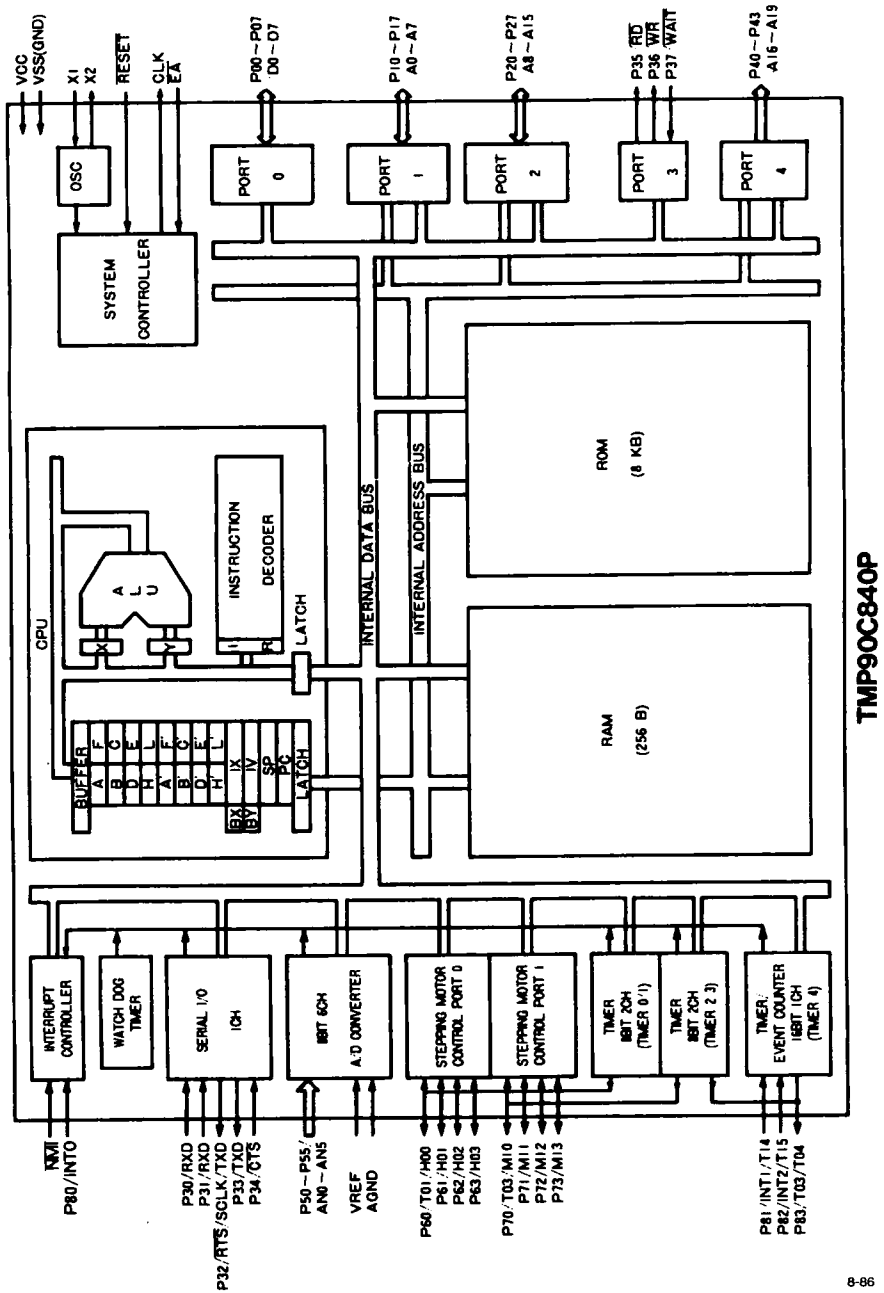 VCC
VSS(GND)
X1
X2
RESET
CLK
EA
P00~P07
D0~D7
P10~P17
A0~A7
P20~P27
A8~A15
P35 RD
P36 WR
P37/WAIT
P40~P43
A16~A19
OSC
SYSTEM
CONTROLLER
PORT
0
PORT
1
PORT
2
PORT
3
PORT
4
CPU
ALU
X
Y
INSTRUCTION
DECODER
I
R
LATCH
BUFFER
A F
B C
D E
H L
A' F'
B' C'
D' E'
H' L'
BX IX
BY IV
SP
PC
LATCH
INTERNAL DATA BUS
INTERNAL ADDRESS BUS
ROM
(8 KB)
RAM
(256 B)
INTERRUPT
CONTROLLER
WATCH DOG
TIMER
SERIAL I/O
1CH
8BIT 6CH
A/D CONVERTER
STEPPING MOTOR
CONTROL PORT 0
STEPPING MOTOR
CONTROL PORT 1
TIMER
8BIT 2CH
(TIMER 0/1)
TIMER
8BIT 2CH
(TIMER 2 3)
TIMER/
EVENT COUNTER
16BIT 1CH
(TIMER 4)
NMI
P80/INT0
P30/RXD
P31/RXD
P32/RTS/SCLK/TXD
P33/TXD
P34/CTS
P50~P55/
AN0~AN5
VREF
AGND
P60/T01/H00
P61/H01
P62/H02
P63/H03
P70/T03/M10
P71/M11
P72/M12
P73/M13
P81/INT1/T14
P82/INT2/T15
P83/T03/T04
TMP90C840P
8-86